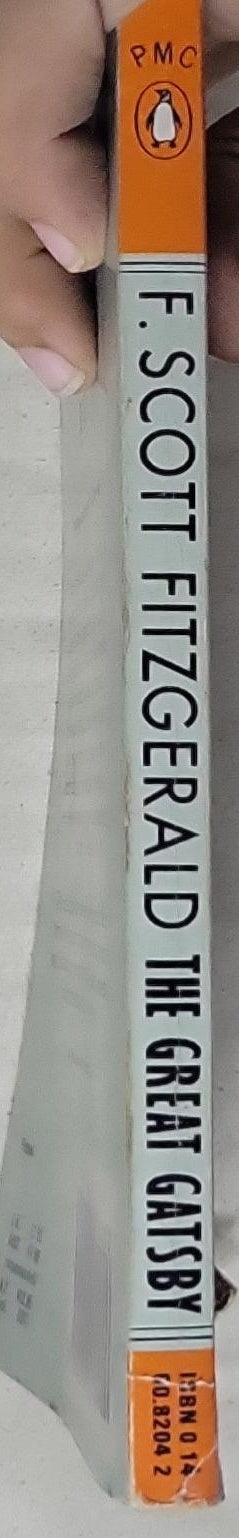 PMC
F. SCOTT FITZGERALD THE GREAT GATSBY
ISBN 0 14
00.8204 2